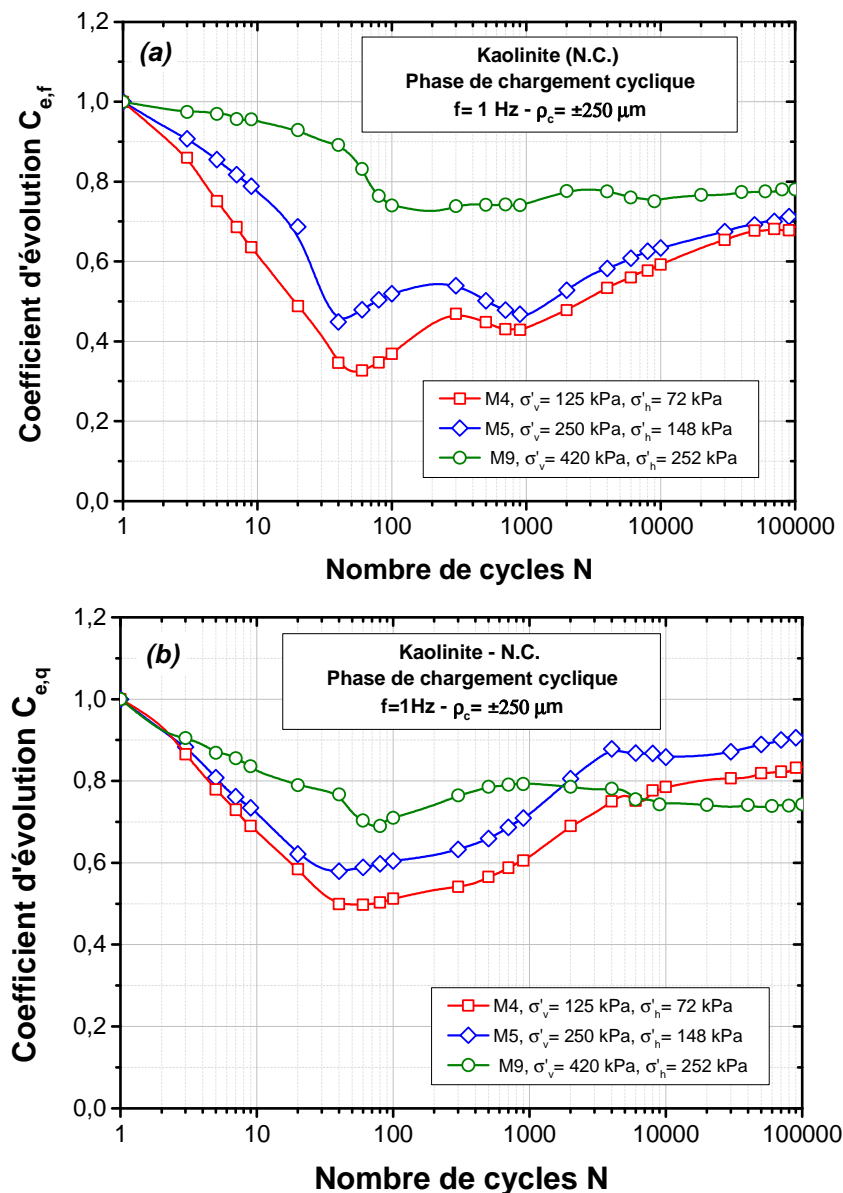 (a)
Kaolinite (N.C.)
Phase de chargement cyclique
f= 1 Hz - ρc= ±250 μm
Coefficient d'évolution Ce,f
1,2
1,0
0,8
0,6
0,4
0,2
0,0
M4, σ'v= 125 kPa, σ'h= 72 kPa
M5, σ'v= 250 kPa, σ'h= 148 kPa
M9, σ'v= 420 kPa, σ'h= 252 kPa
1 10 100 1000 10000 100000
Nombre de cycles N
(b)
Kaolinite - N.C.
Phase de chargement cyclique
f=1Hz - ρc= ±250 μm
Coefficient d'évolution Ce,q
1,2
1,0
0,8
0,6
0,4
0,2
0,0
M4, σ'v= 125 kPa, σ'h= 72 kPa
M5, σ'v= 250 kPa, σ'h= 148 kPa
M9, σ'v= 420 kPa, σ'h= 252 kPa
1 10 100 1000 10000 100000
Nombre de cycles N